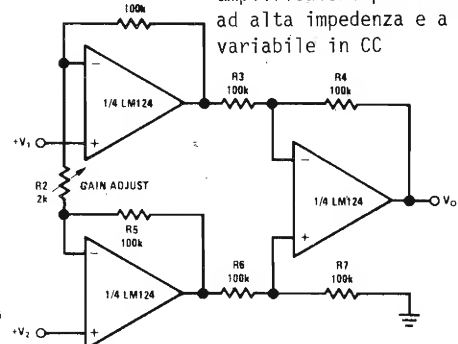 100k
ad alta impedenza e a
variabile in CC
R3
100k
R4
100k
1/4 LM124
+V1
R2
2k
GAIN ADJUST
1/4 LM124
VO
R5
100k
R6
100k
R7
100k
1/4 LM124
+V2